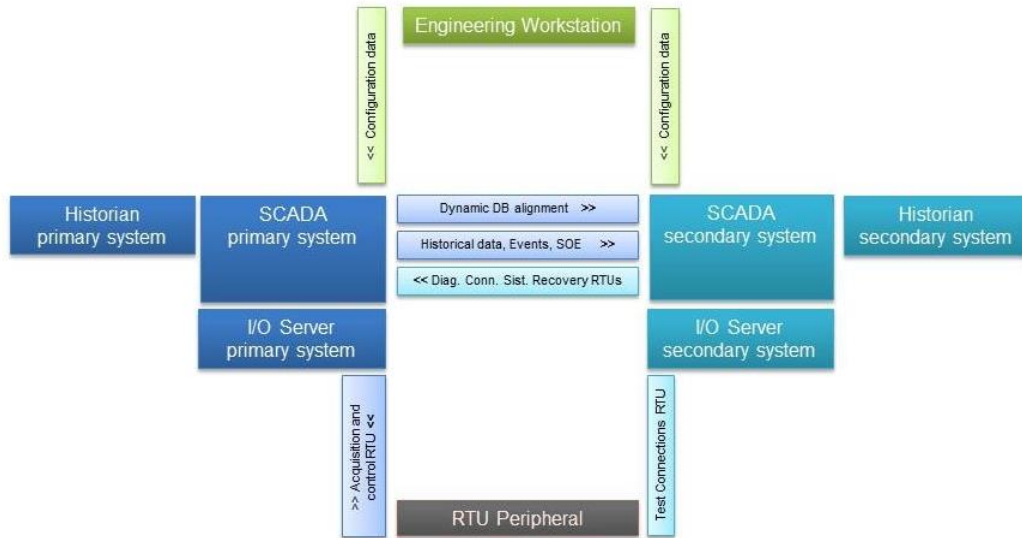 Engineering Workstation
<< Configuration data
<< Configuration data
Historian
primary system
SCADA
primary system
Dynamic DB alignment >>
Historical data, Events, SOE >>
<< Diag. Conn. Sist. Recovery RTUs
SCADA
secondary system
Historian
secondary system
I/O Server
primary system
I/O Server
secondary system
>> Acquisition and
control RTU <<
Test Connections RTU
RTU Peripheral